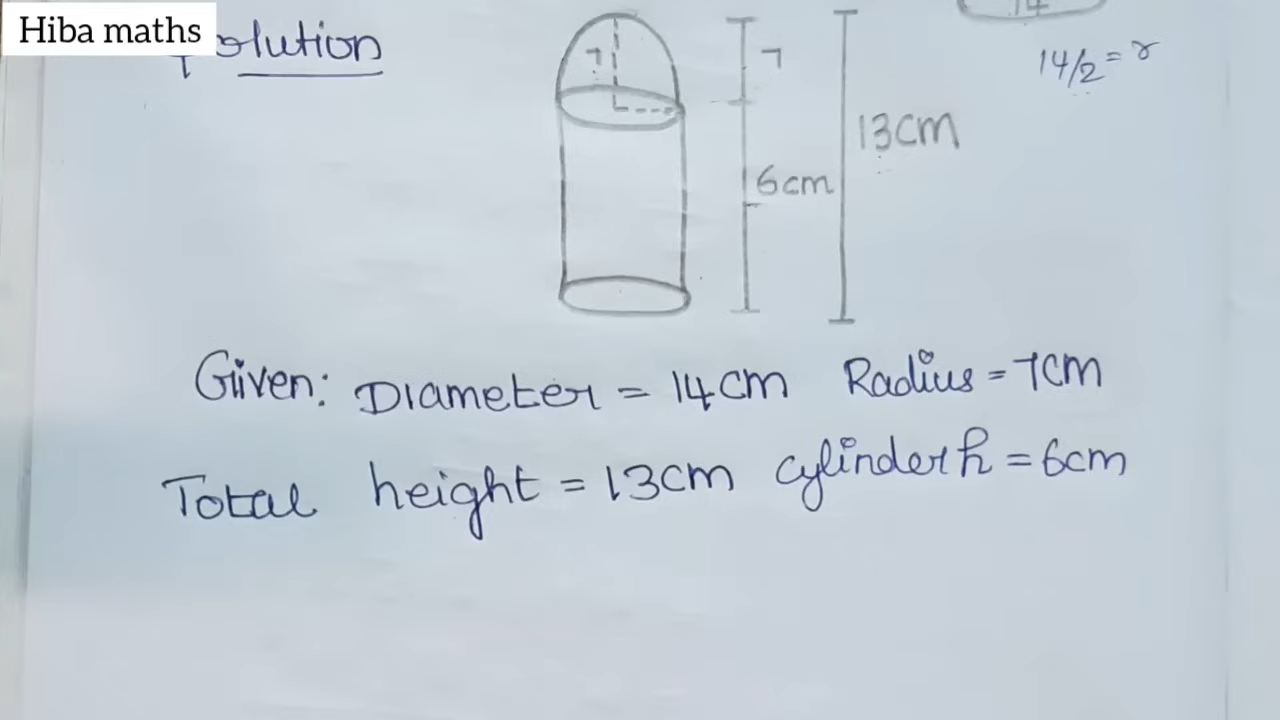 Hiba maths
Solution
7
7
6cm
13cm
14
14/2 = r
Given: Diameter = 14cm Radius = 7cm
Total height = 13cm cylinder h = 6cm